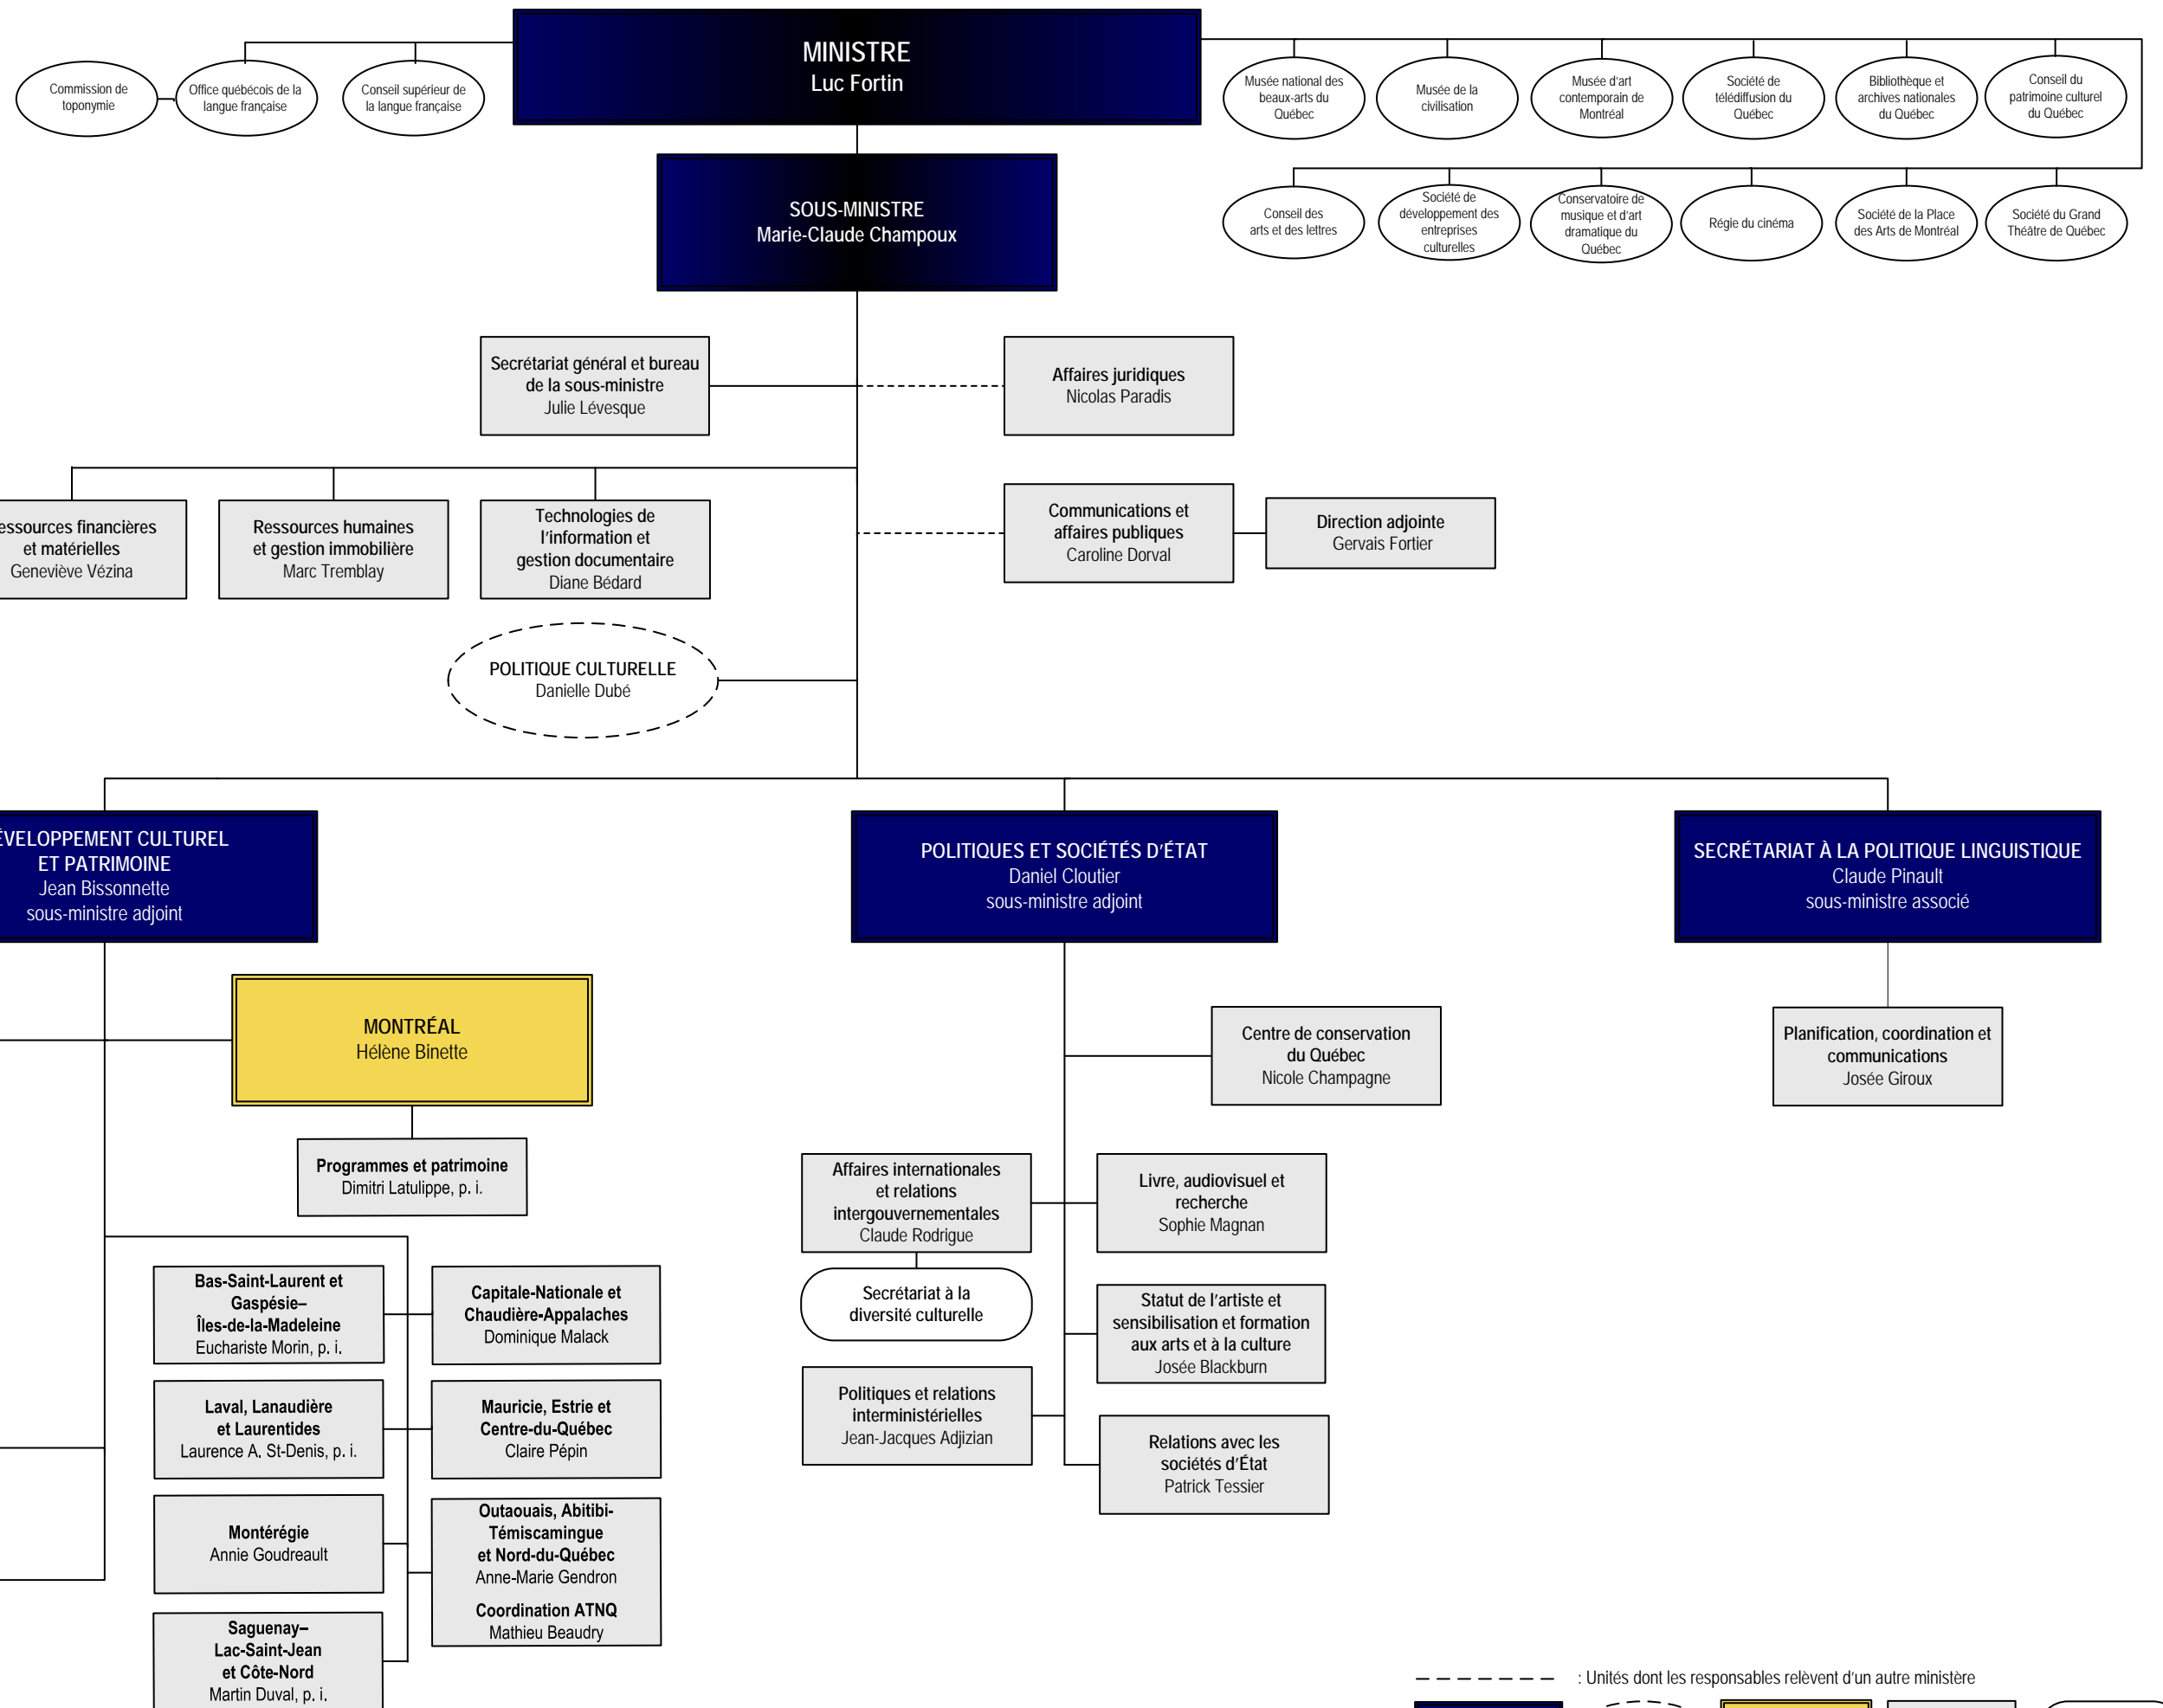 MINISTRE
Luc Fortin
Commission de
toponymie
Office québécois de la
langue française
Conseil supérieur de
la langue française
Musée national des
beaux-arts du
Québec
Musée de la
civilisation
Musée d'art
contemporain de
Montréal
Société de
télédiffusion du
Québec
Bibliothèque et
archives nationales
du Québec
Conseil du
patrimoine culturel
du Québec
Conseil des
arts et des lettres
Société de
développement des
entreprises
culturelles
Conservatoire de
musique et d'art
dramatique du
Québec
Régie du cinéma
Société de la Place
des Arts de Montréal
Société du Grand
Théâtre de Québec
SOUS-MINISTRE
Marie-Claude Champoux
Secrétariat général et bureau
de la sous-ministre
Julie Lévesque
Affaires juridiques
Nicolas Paradis
essources financières
et matérielles
Geneviève Vézina
Ressources humaines
et gestion immobilière
Marc Tremblay
Technologies de
l'information et
gestion documentaire
Diane Bédard
Communications et
affaires publiques
Caroline Dorval
Direction adjointe
Gervais Fortier
POLITIQUE CULTURELLE
Danielle Dubé
ÉVELOPPEMENT CULTUREL
ET PATRIMOINE
Jean Bissonnette
sous-ministre adjoint
POLITIQUES ET SOCIÉTÉS D'ÉTAT
Daniel Cloutier
sous-ministre adjoint
SECRÉTARIAT À LA POLITIQUE LINGUISTIQUE
Claude Pinault
sous-ministre associé
MONTRÉAL
Hélène Binette
Programmes et patrimoine
Dimitri Latulippe, p. i.
Centre de conservation
du Québec
Nicole Champagne
Planification, coordination et
communications
Josée Giroux
Affaires internationales
et relations
intergouvernementales
Claude Rodrigue
Secrétariat à la
diversité culturelle
Livre, audiovisuel et
recherche
Sophie Magnan
Statut de l'artiste et
sensibilisation et formation
aux arts et à la culture
Josée Blackburn
Politiques et relations
interministérielles
Jean-Jacques Adjizian
Relations avec les
sociétés d'État
Patrick Tessier
Bas-Saint-Laurent et
Gaspésie–
Îles-de-la-Madeleine
Euchariste Morin, p. i.
Capitale-Nationale et
Chaudière-Appalaches
Dominique Malack
Laval, Lanaudière
et Laurentides
Laurence A. St-Denis, p. i.
Mauricie, Estrie et
Centre-du-Québec
Claire Pépin
Montérégie
Annie Goudreault
Outaouais, Abitibi-
Témiscamingue
et Nord-du-Québec
Anne-Marie Gendron
Coordination ATNQ
Mathieu Beaudry
Saguenay–
Lac-Saint-Jean
et Côte-Nord
Martin Duval, p. i.
: Unités dont les responsables relèvent d'un autre ministère